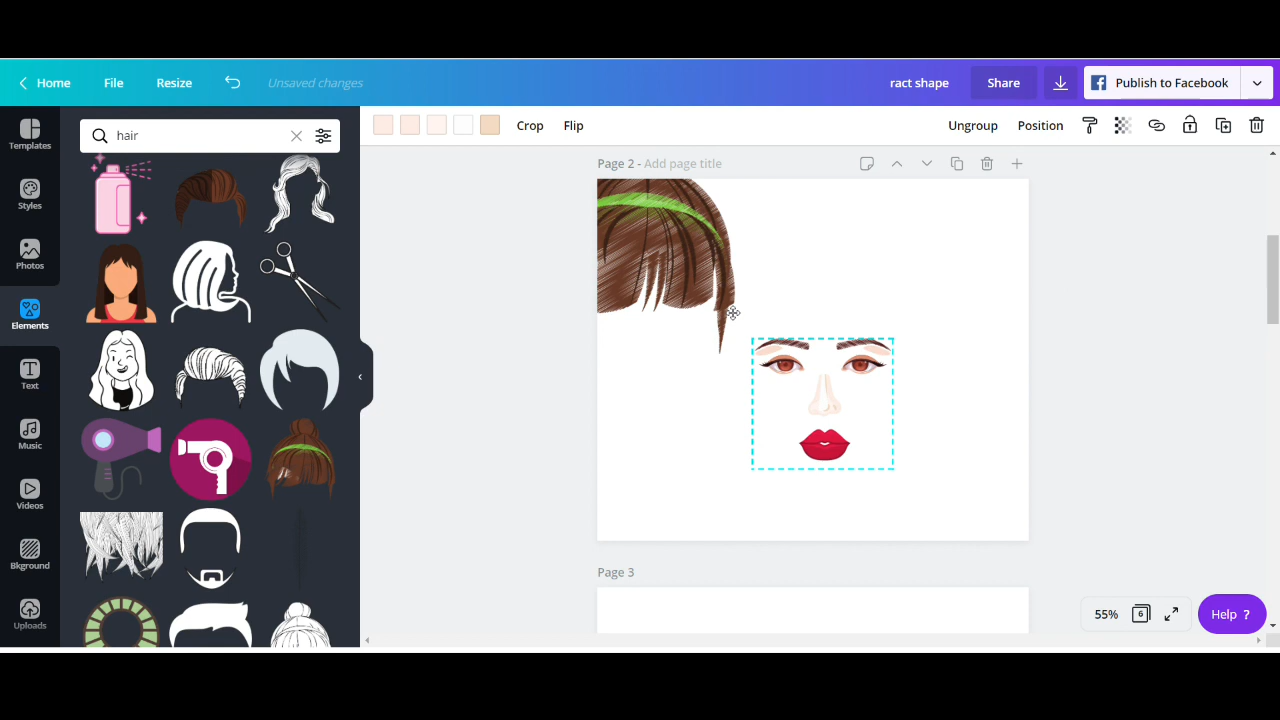 Home File Resize Unsaved changes ract shape Share Publish to Facebook
hair
Crop Flip Ungroup Position
Templates
Styles
Photos
Elements
Text
Music
Videos
Bkground
Uploads
Page 2 - Add page title
Page 3
55% 6 Help ?